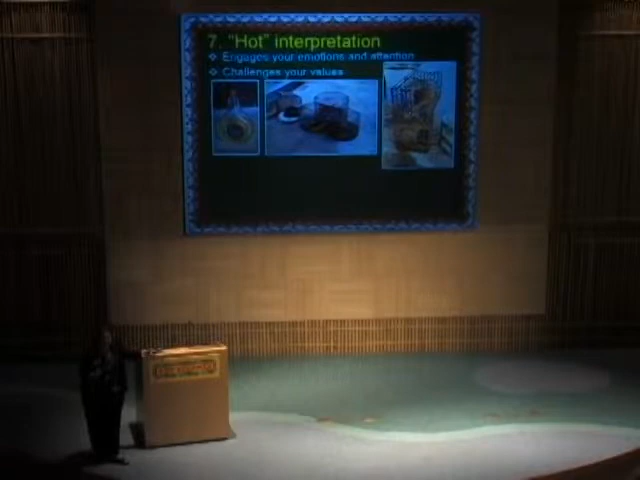 7. "Hot" interpretation
❖ Engages your emotions and attention
❖ Challenges your values